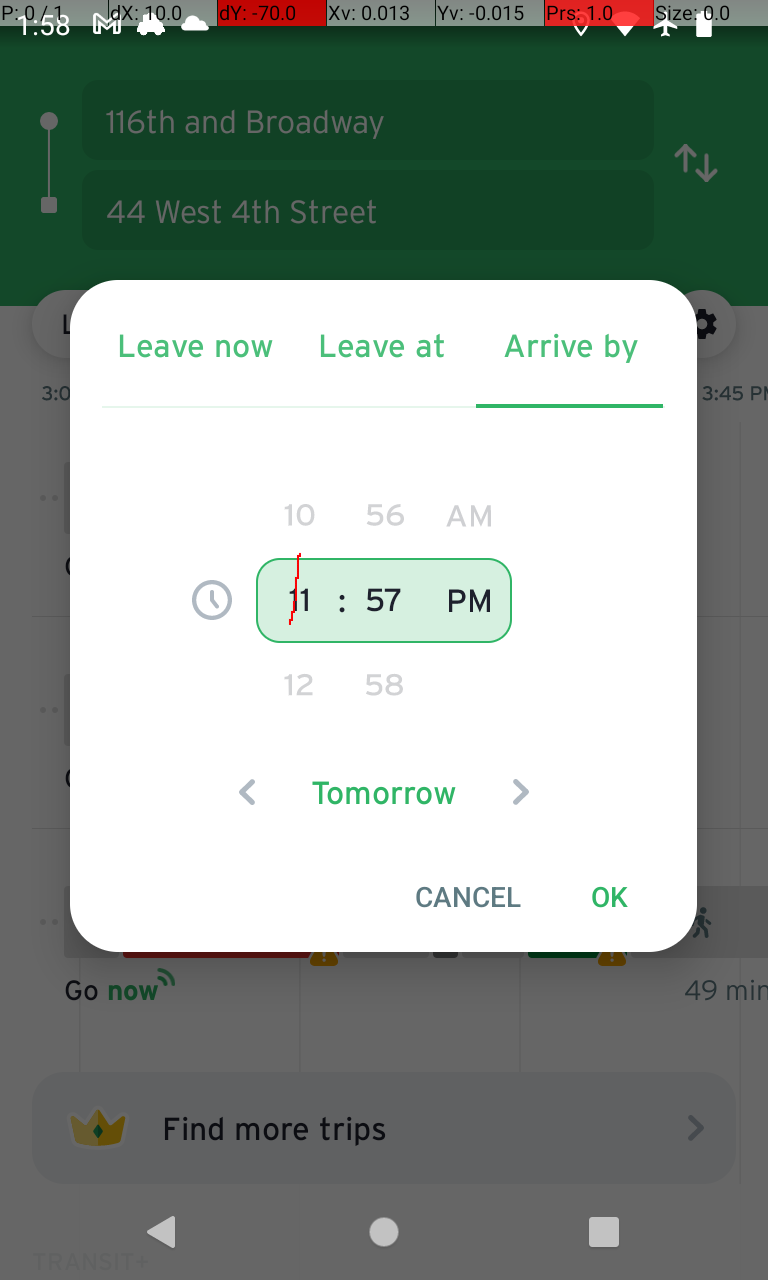 P: 0 / 1 dX: 10.0 dY: -70.0 Xv: 0.013 Yv: -0.015 Prs: 1.0 Size: 0.0
1:58
116th and Broadway
44 West 4th Street
Leave now Leave at Arrive by
3:45 PM
10 56 AM
11 : 57 PM
12 58
Tomorrow
CANCEL OK
Go now 49 min
Find more trips
TRANSIT+